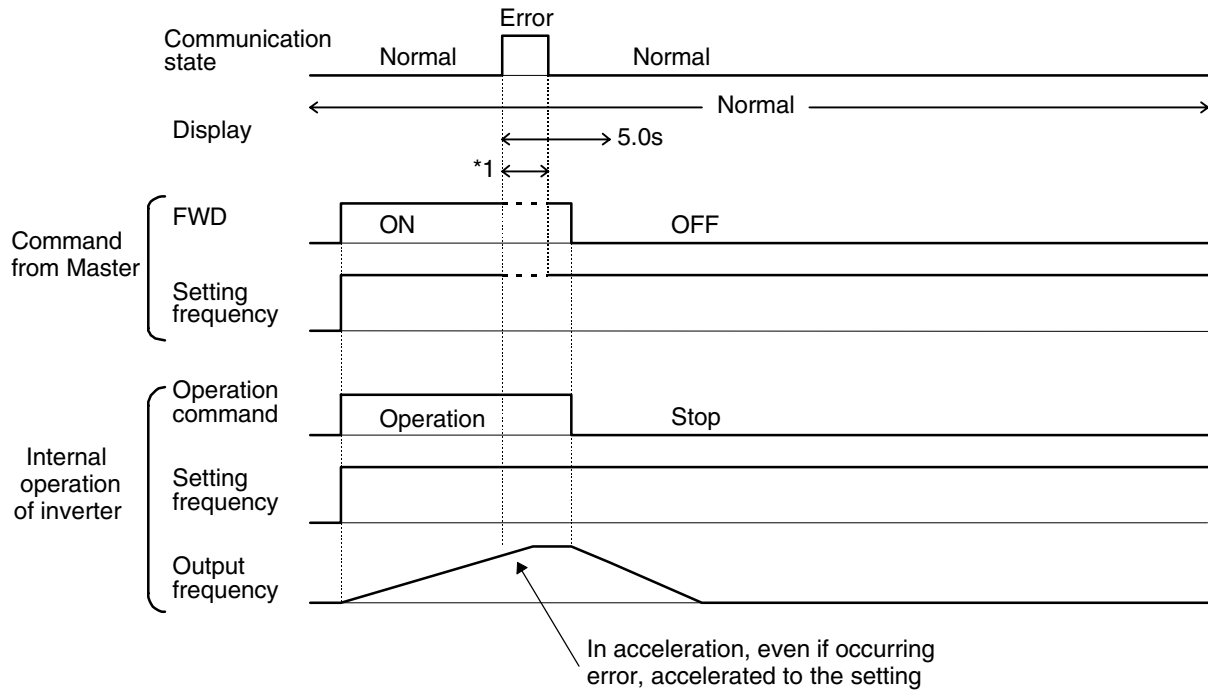 Error
Communication
state
Normal
Normal
Normal
Display
5.0s
*1
Command
from Master
FWD
ON
OFF
Setting
frequency
Internal
operation
of inverter
Operation
command
Operation
Stop
Setting
frequency
Output
frequency
In acceleration, even if occurring
error, accelerated to the setting